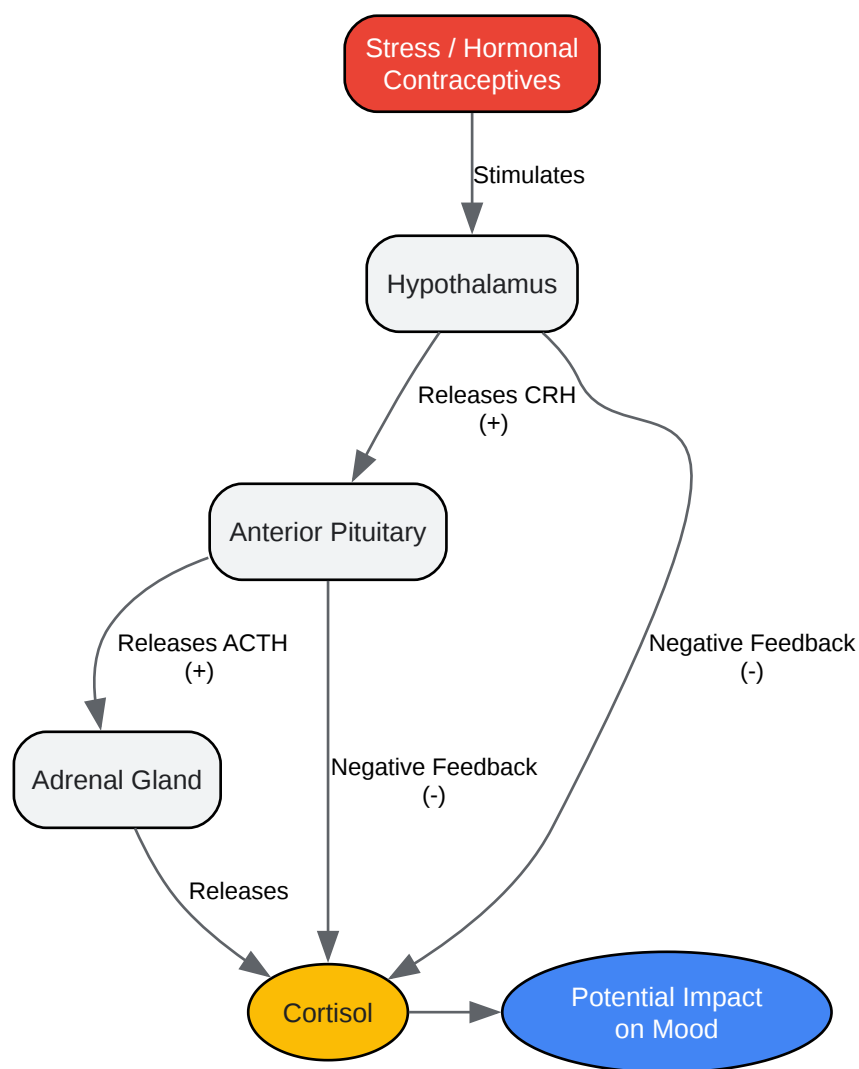 Stress / Hormonal
Contraceptives
Stimulates
Hypothalamus
Releases CRH
(+)
Anterior Pituitary
Releases ACTH
(+)
Negative Feedback
(-)
Adrenal Gland
Negative Feedback
(-)
Releases
Cortisol
Potential Impact
on Mood